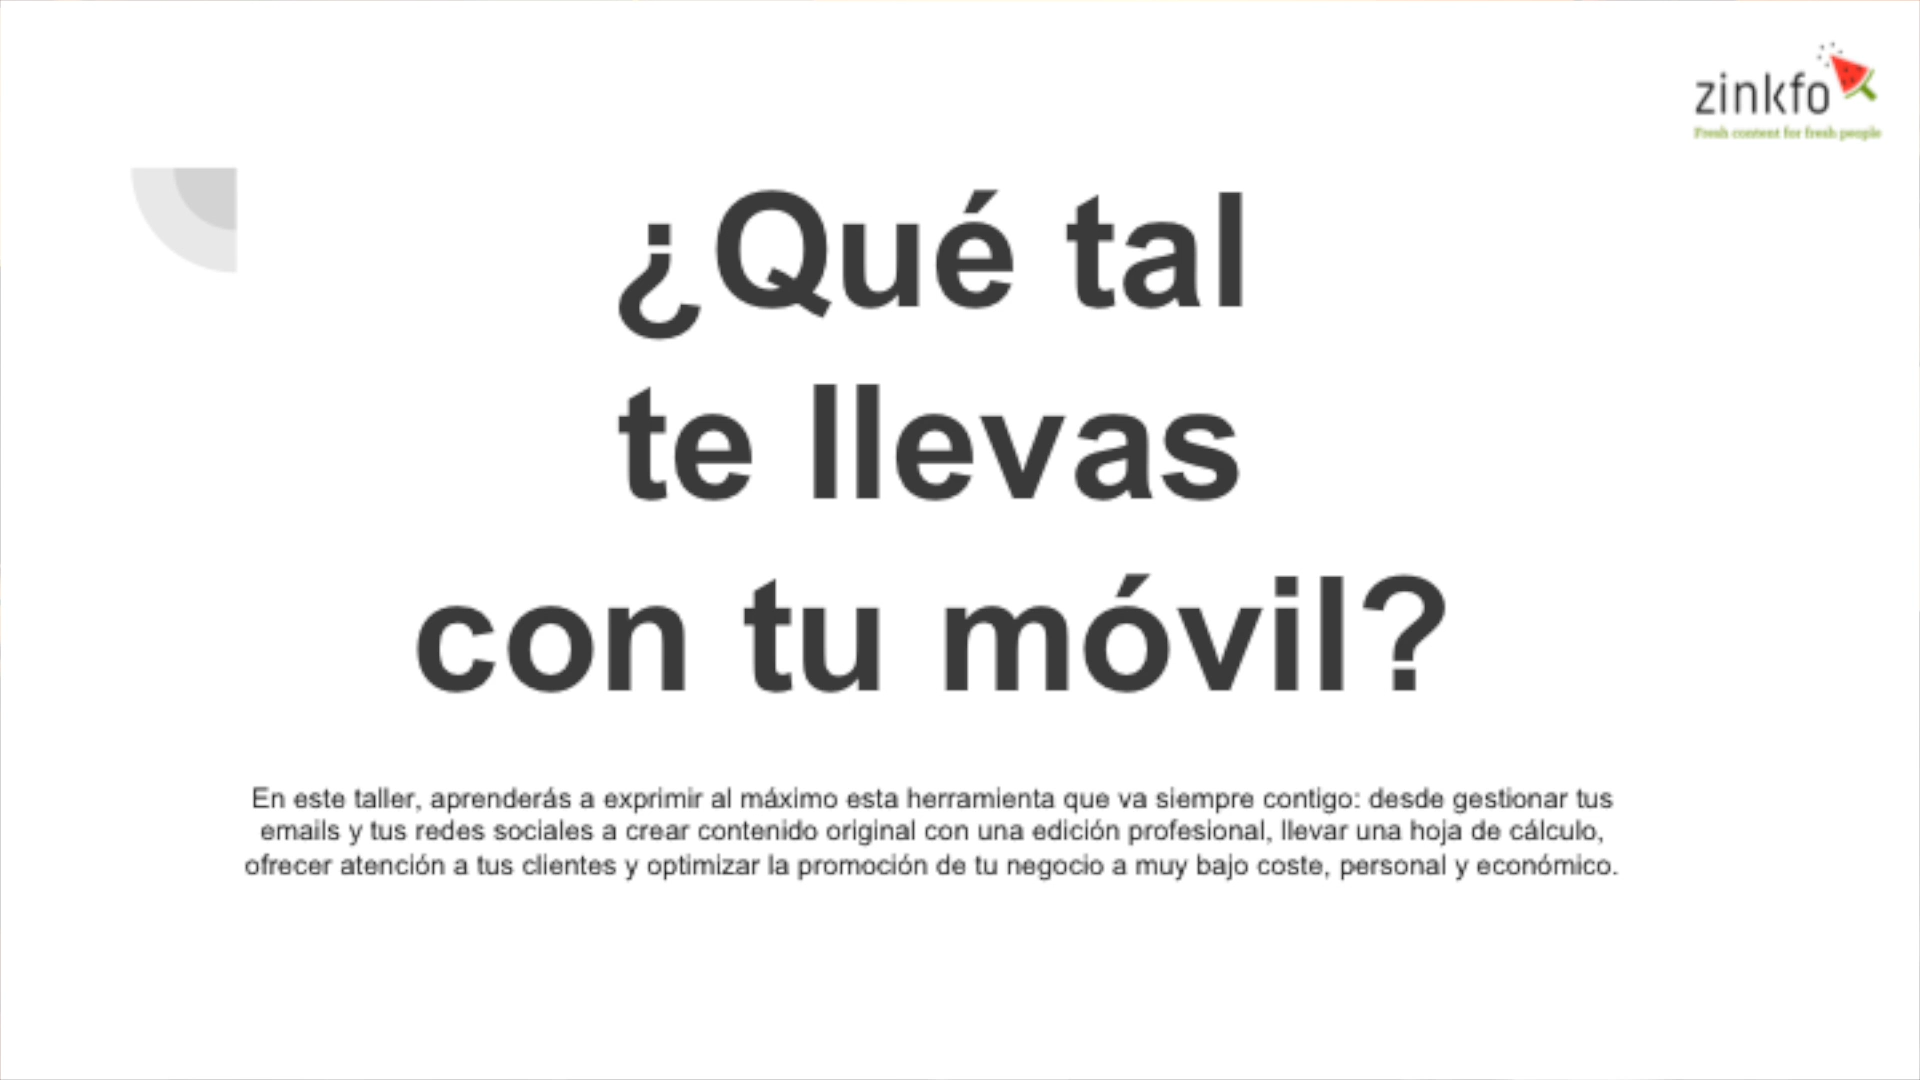 zinkfo
Fresh content for fresh people
¿Qué tal
te llevas
con tu móvil?
En este taller, aprenderás a exprimir al máximo esta herramienta que va siempre contigo: desde gestionar tus
emails y tus redes sociales a crear contenido original con una edición profesional, llevar una hoja de cálculo,
ofrecer atención a tus clientes y optimizar la promoción de tu negocio a muy bajo coste, personal y económico.